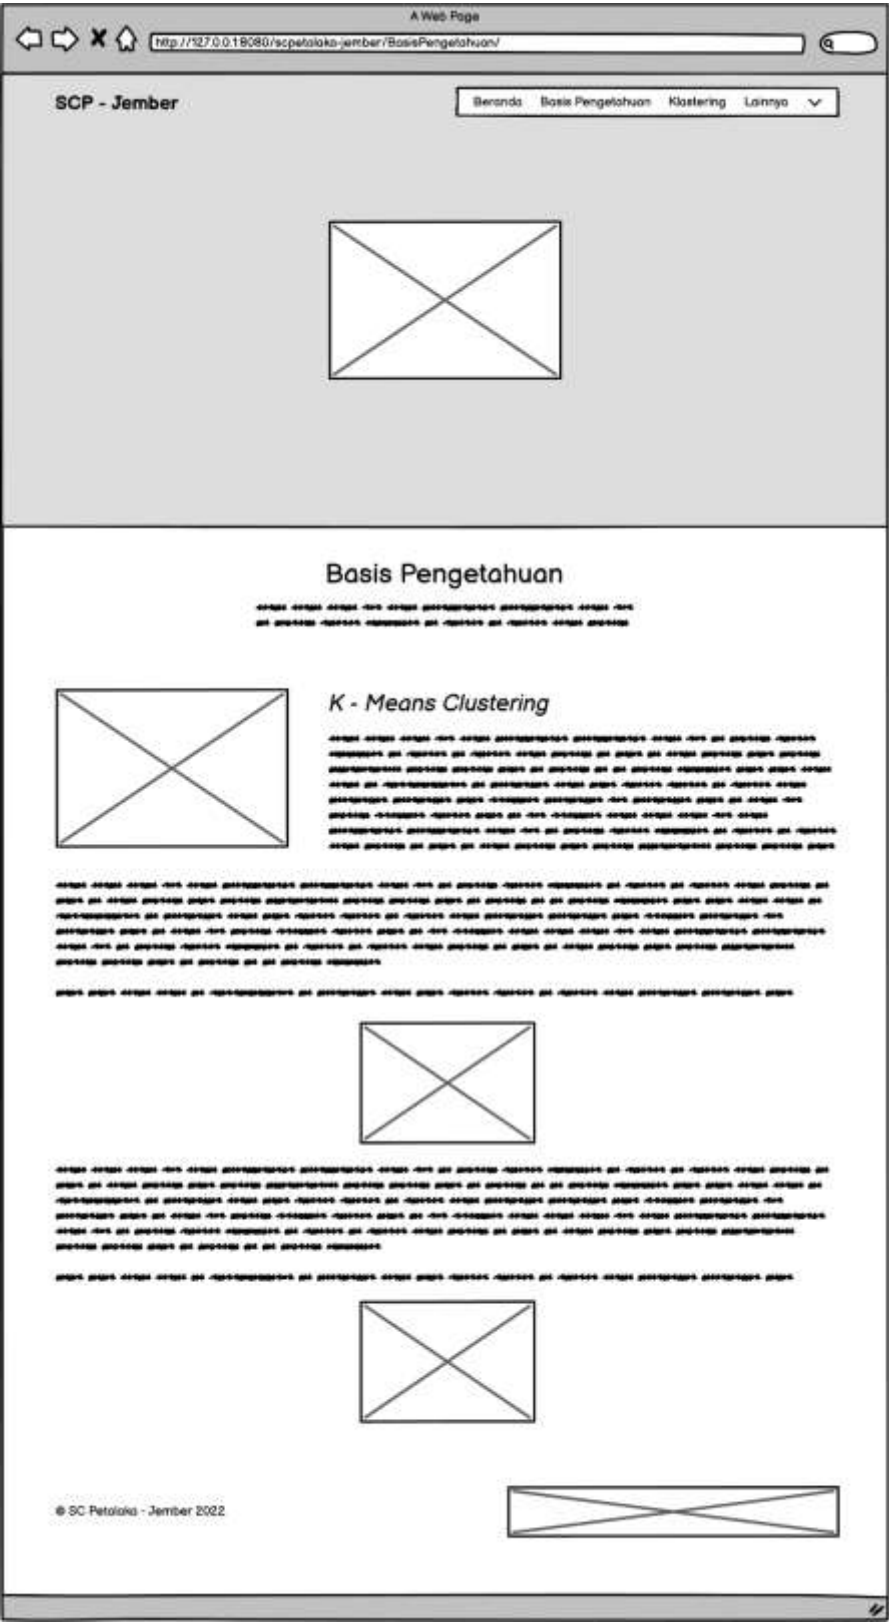 A Web Page
http://127.0.0.1:8080/scpetalaka-jember/BasisPengetahuan/
SCP - Jember
Beranda Basis Pengetahuan Klastering Lainnya
Basis Pengetahuan
K - Means Clustering
© SC Petalaka - Jember 2022